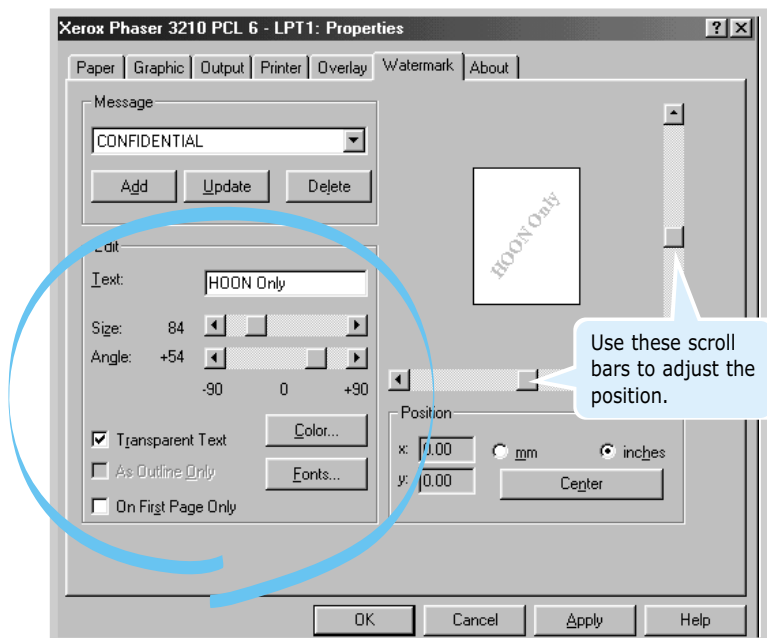 Xerox Phaser 3210 PCL 6 - LPT1: Properties
Paper Graphic Output Printer Overlay Watermark About
Message
CONFIDENTIAL
Add Update Delete
HOON Only
Edit
Text: HOON Only
Size: 84
Angle: +54
-90 0 +90
Transparent Text Color...
As Outline Only Fonts...
On First Page Only
Use these scroll
bars to adjust the
position.
Position
x: 0.00 mm inches
y: 0.00 Center
OK Cancel Apply Help